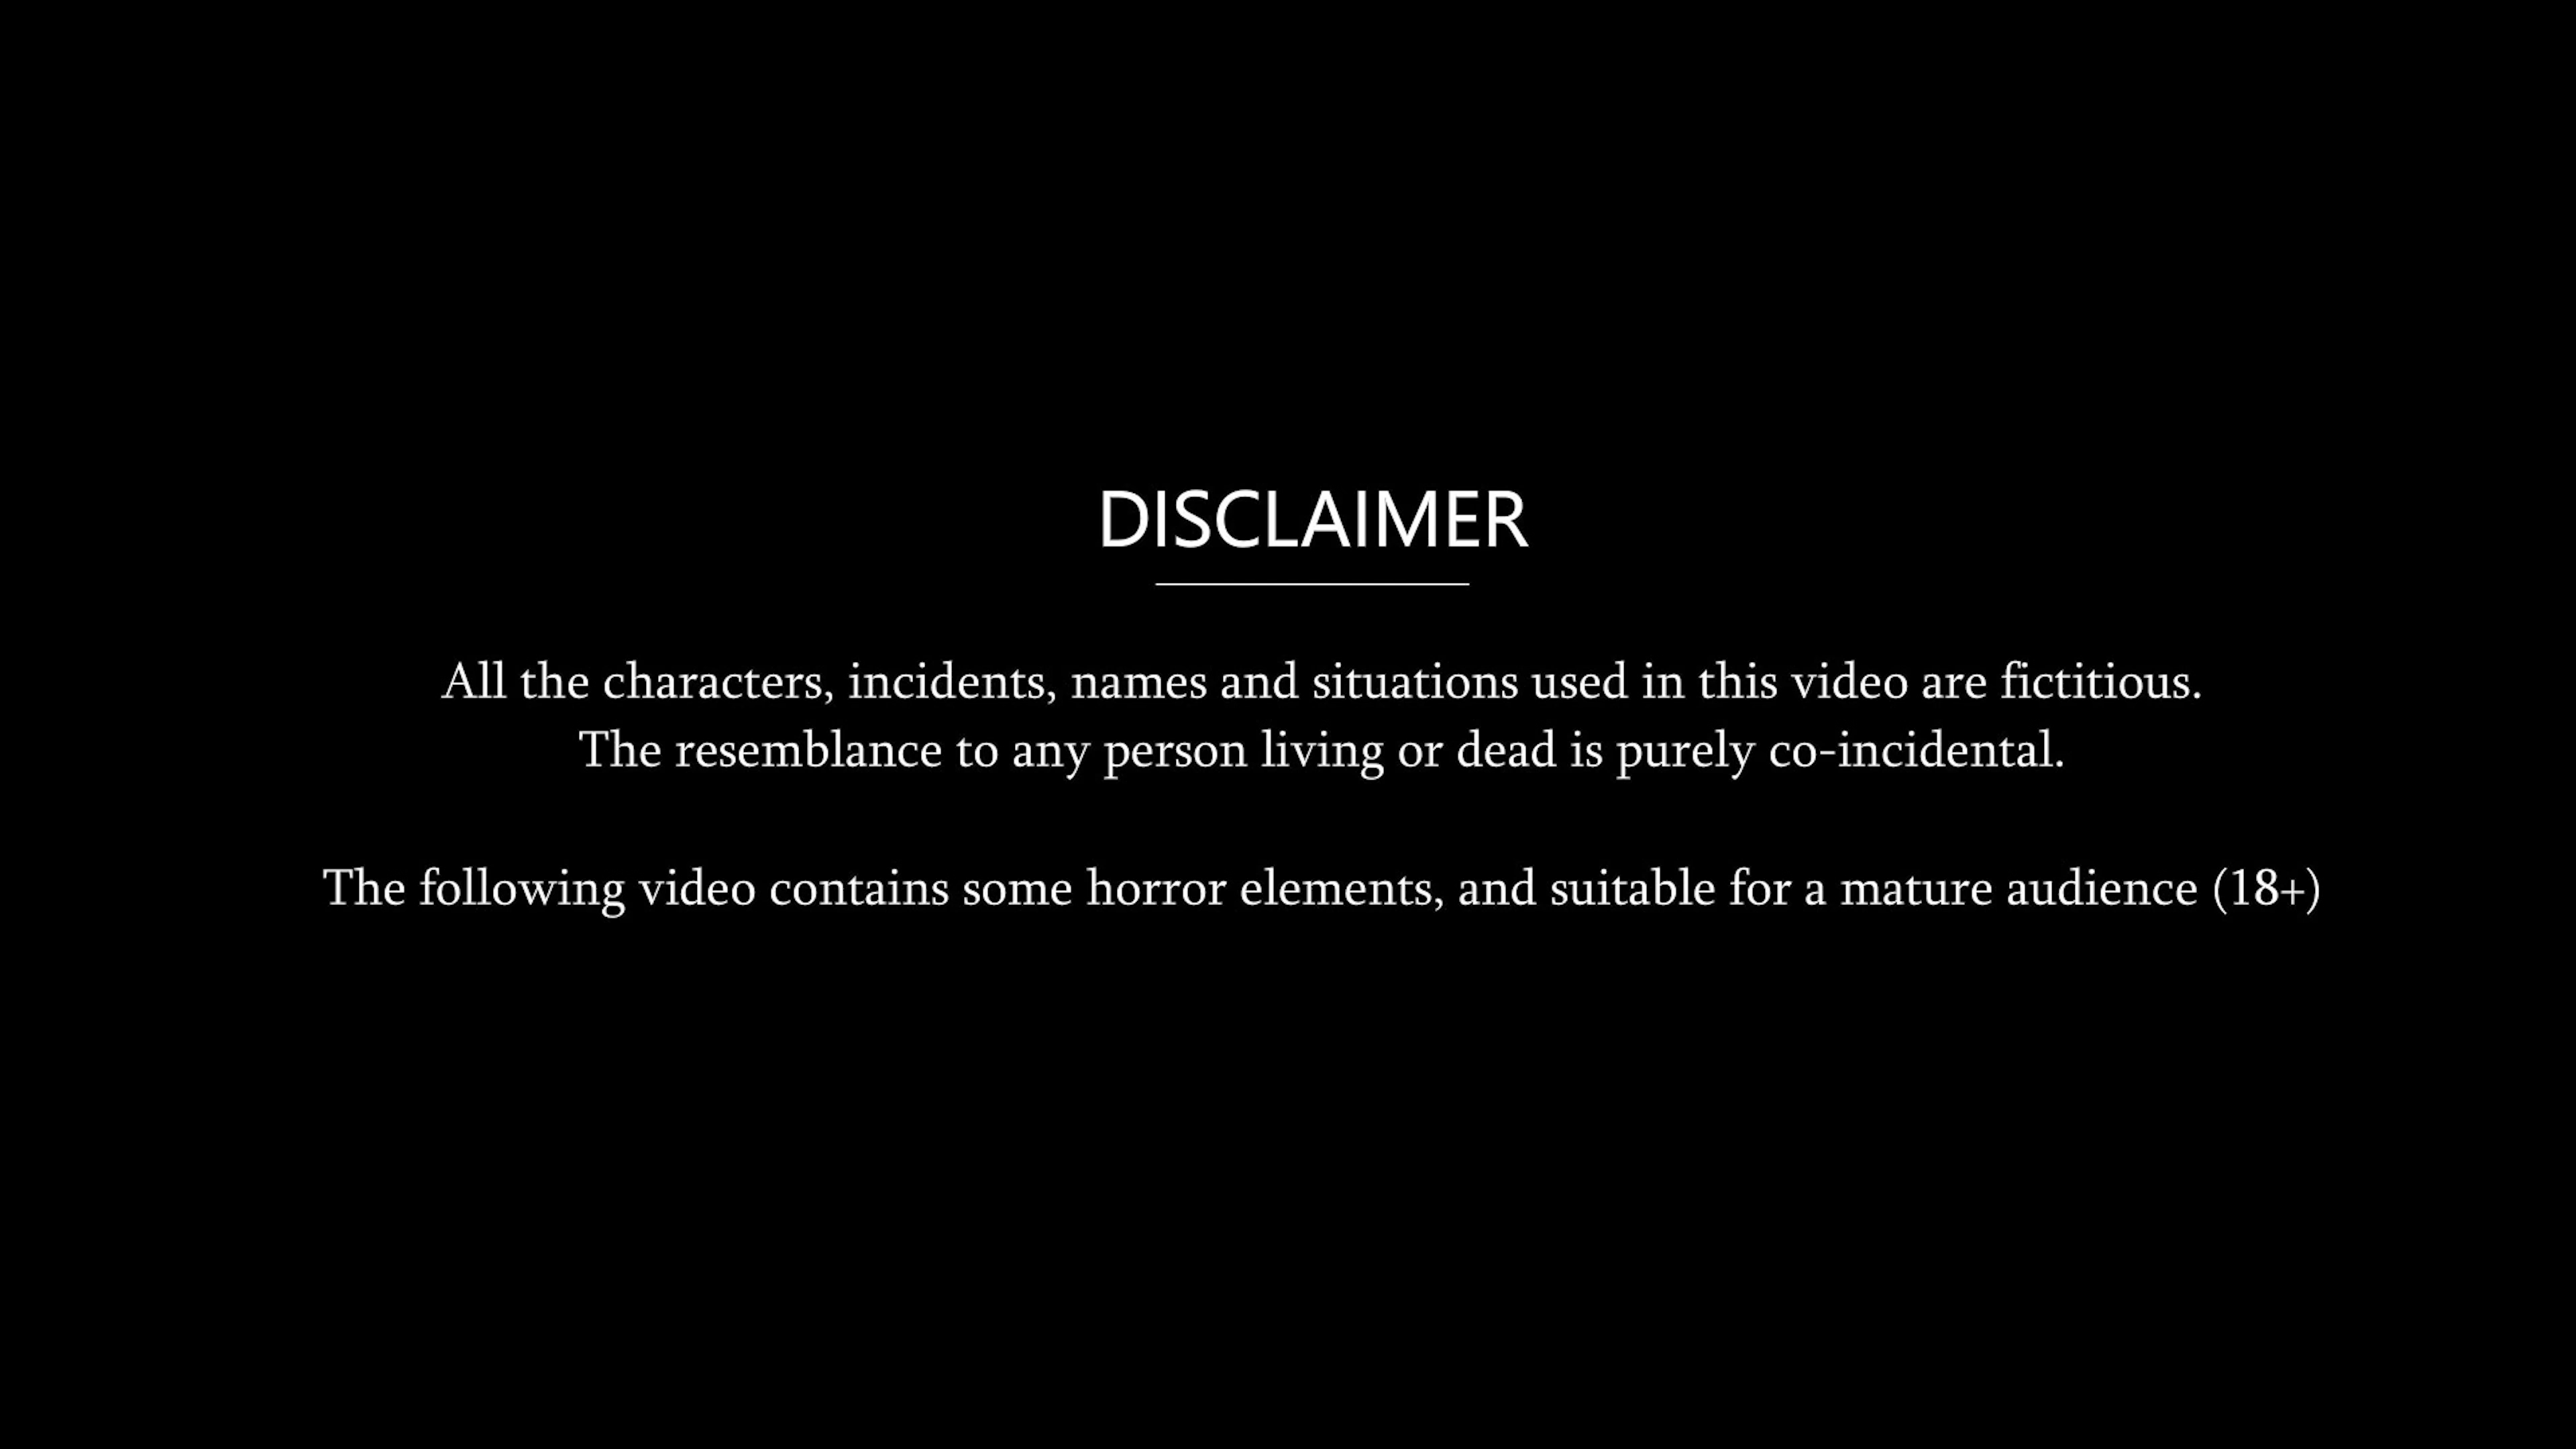 DISCLAIMER
All the characters, incidents, names and situations used in this video are fictitious.
The resemblance to any person living or dead is purely co-incidental.
The following video contains some horror elements, and suitable for a mature audience (18+)